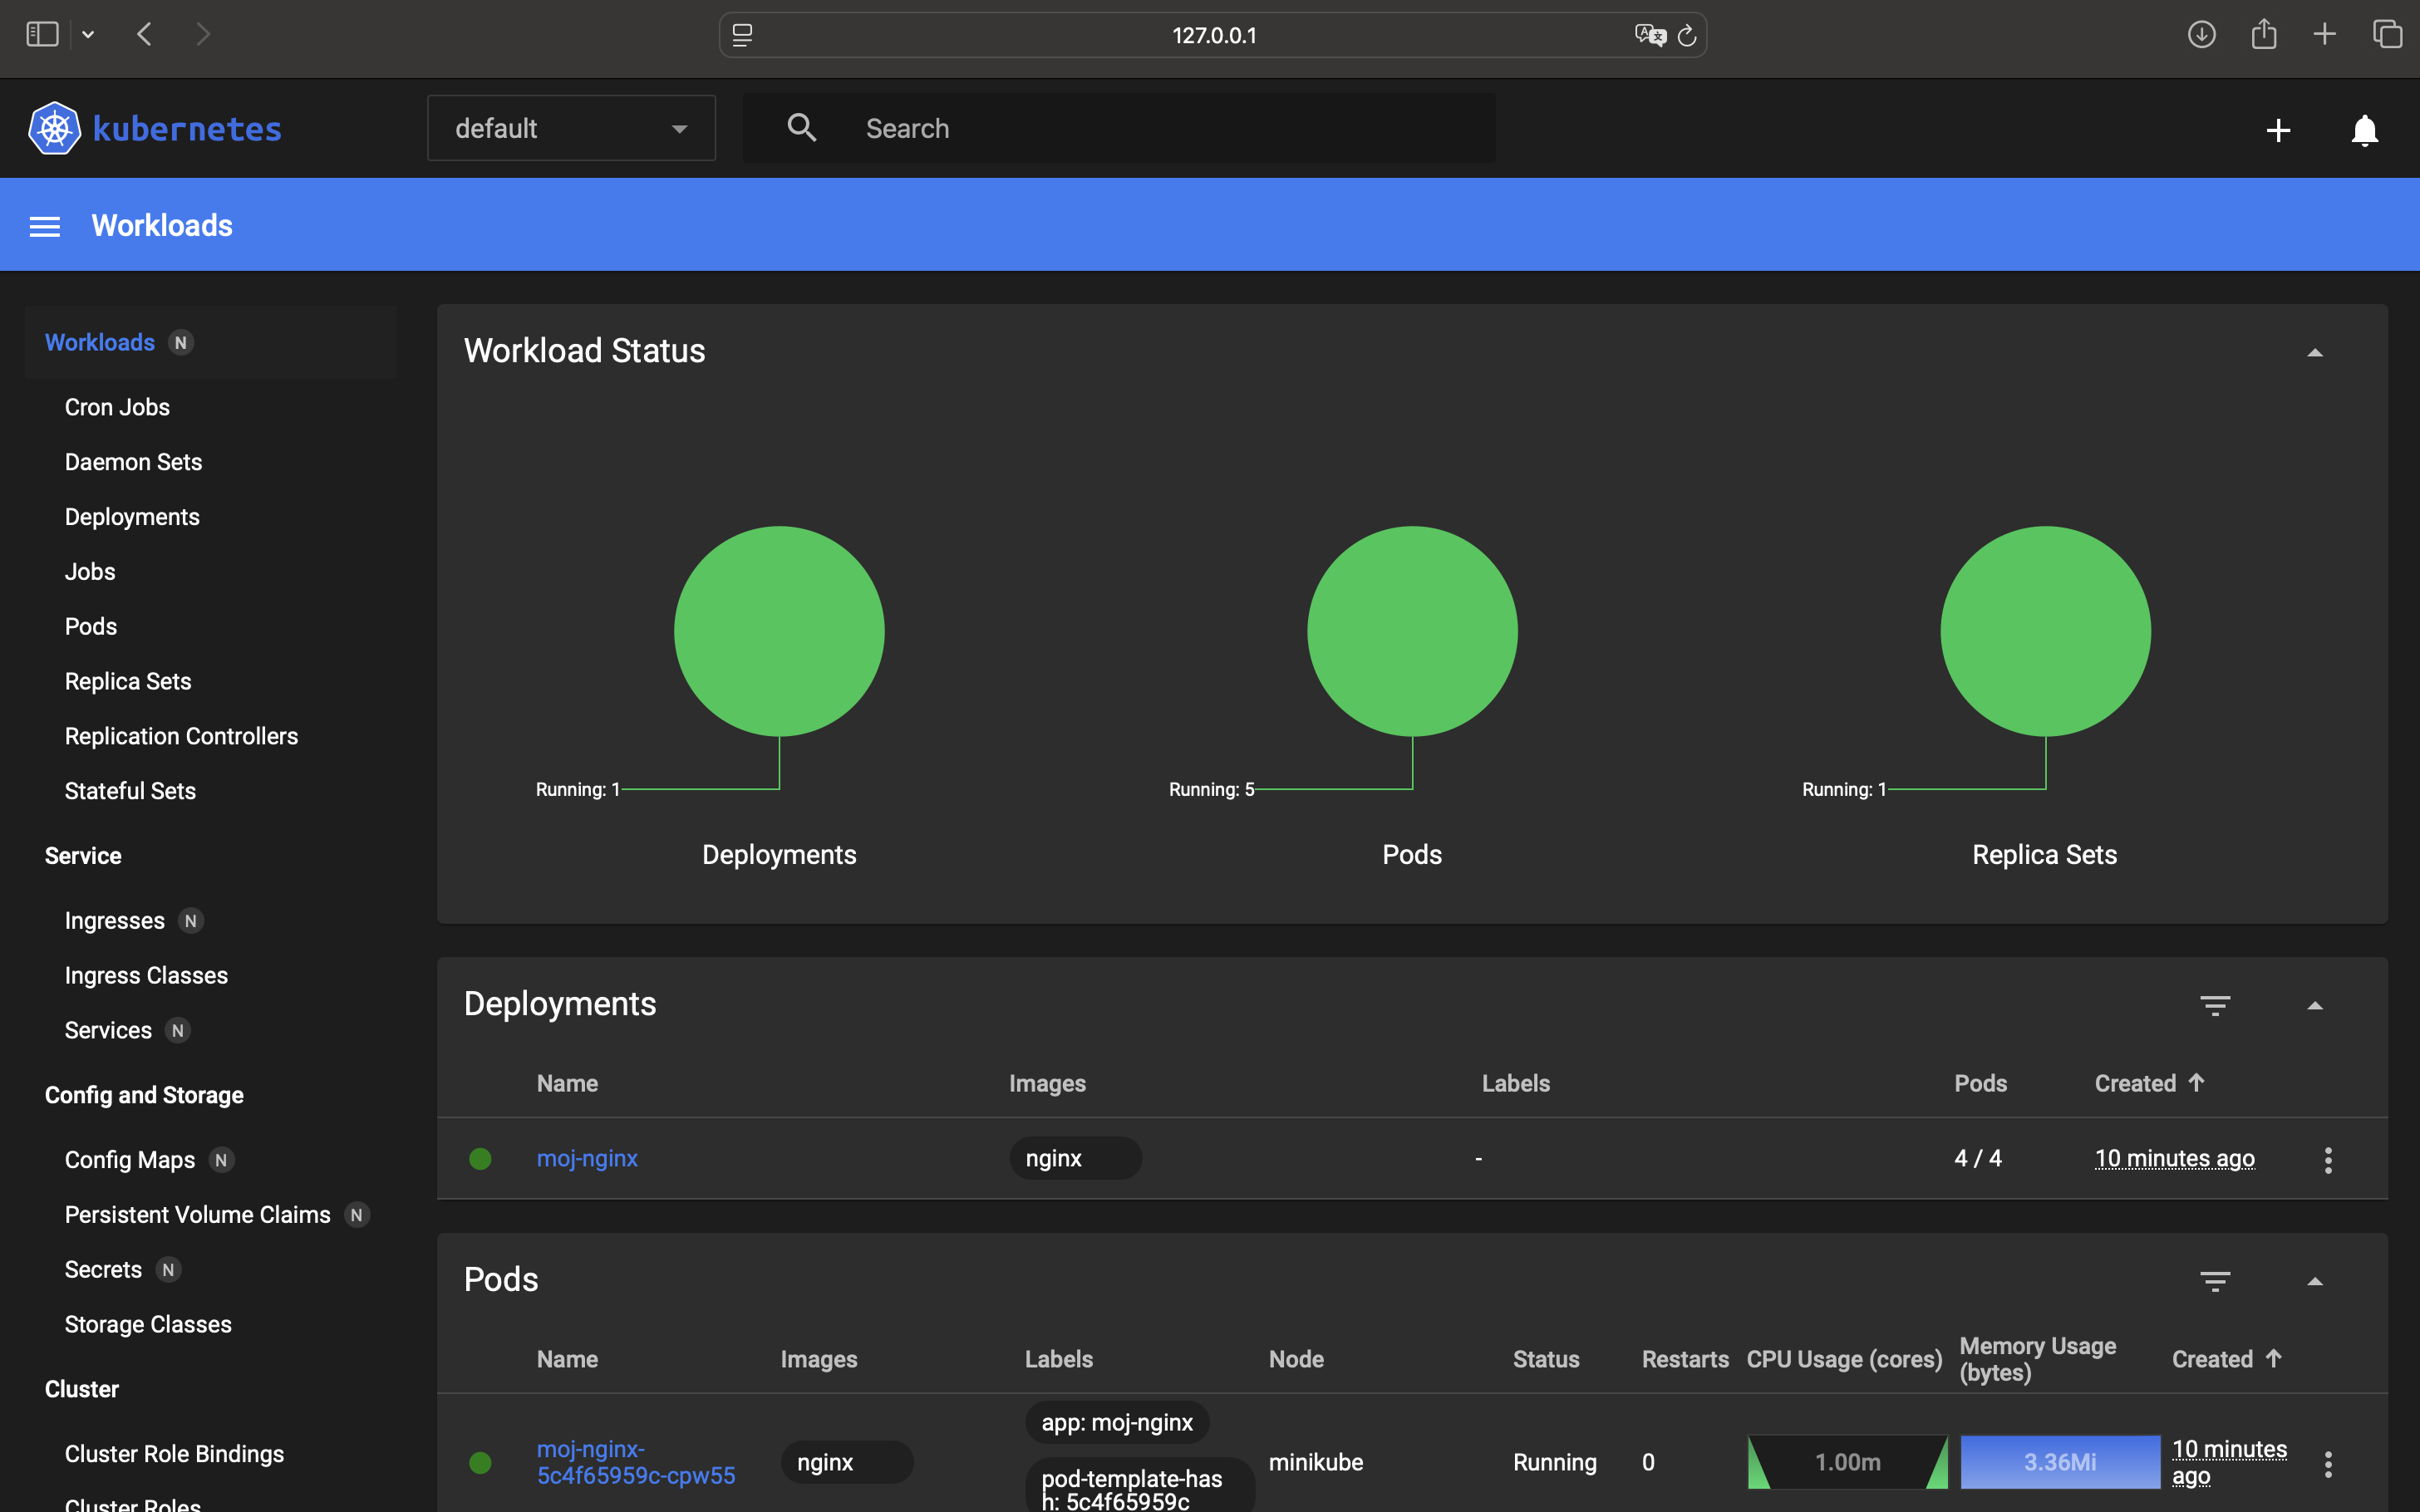 127.0.0.1
kubernetes
default
Search
Workloads
Workloads N
Cron Jobs
Daemon Sets
Deployments
Jobs
Pods
Replica Sets
Replication Controllers
Stateful Sets
Service
Ingresses N
Ingress Classes
Services N
Config and Storage
Config Maps N
Persistent Volume Claims N
Secrets N
Storage Classes
Cluster
Cluster Role Bindings
Cluster Roles
Workload Status
Running: 1
Running: 5
Running: 1
Deployments
Pods
Replica Sets
Deployments
Name Images Labels Pods Created
moj-nginx nginx - 4 / 4 10 minutes ago
Pods
Name Images Labels Node Status Restarts CPU Usage (cores) Memory Usage (bytes) Created
moj-nginx-
5c4f65959c-cpw55
nginx
app: moj-nginx
pod-template-has
h: 5c4f65959c
minikube
Running
0
1.00m
3.36Mi
10 minutes
ago